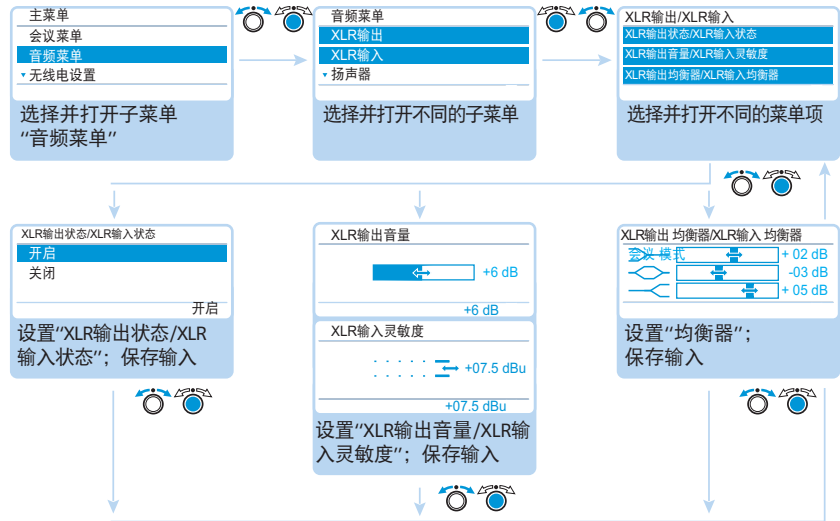 主菜单
会议菜单
音频菜单
无线电设置
选择并打开子菜单
“音频菜单”
音频菜单
XLR输出
XLR输入
扬声器
选择并打开不同的子菜单
XLR输出/XLR输入
XLR输出状态/XLR输入状态
XLR输出音量/XLR输入灵敏度
XLR输出均衡器/XLR输入均衡器
选择并打开不同的菜单项
XLR输出状态/XLR输入状态
开启
关闭
开启
设置“XLR输出状态/XLR
输入状态”；保存输入
XLR输出音量
+6 dB
+6 dB
XLR输入灵敏度
+07.5 dBu
+07.5 dBu
设置“XLR输出音量/XLR输
入灵敏度”；保存输入
XLR输出 均衡器/XLR输入 均衡器
会议 模式
+ 02 dB
-03 dB
+ 05 dB
设置“均衡器”；
保存输入